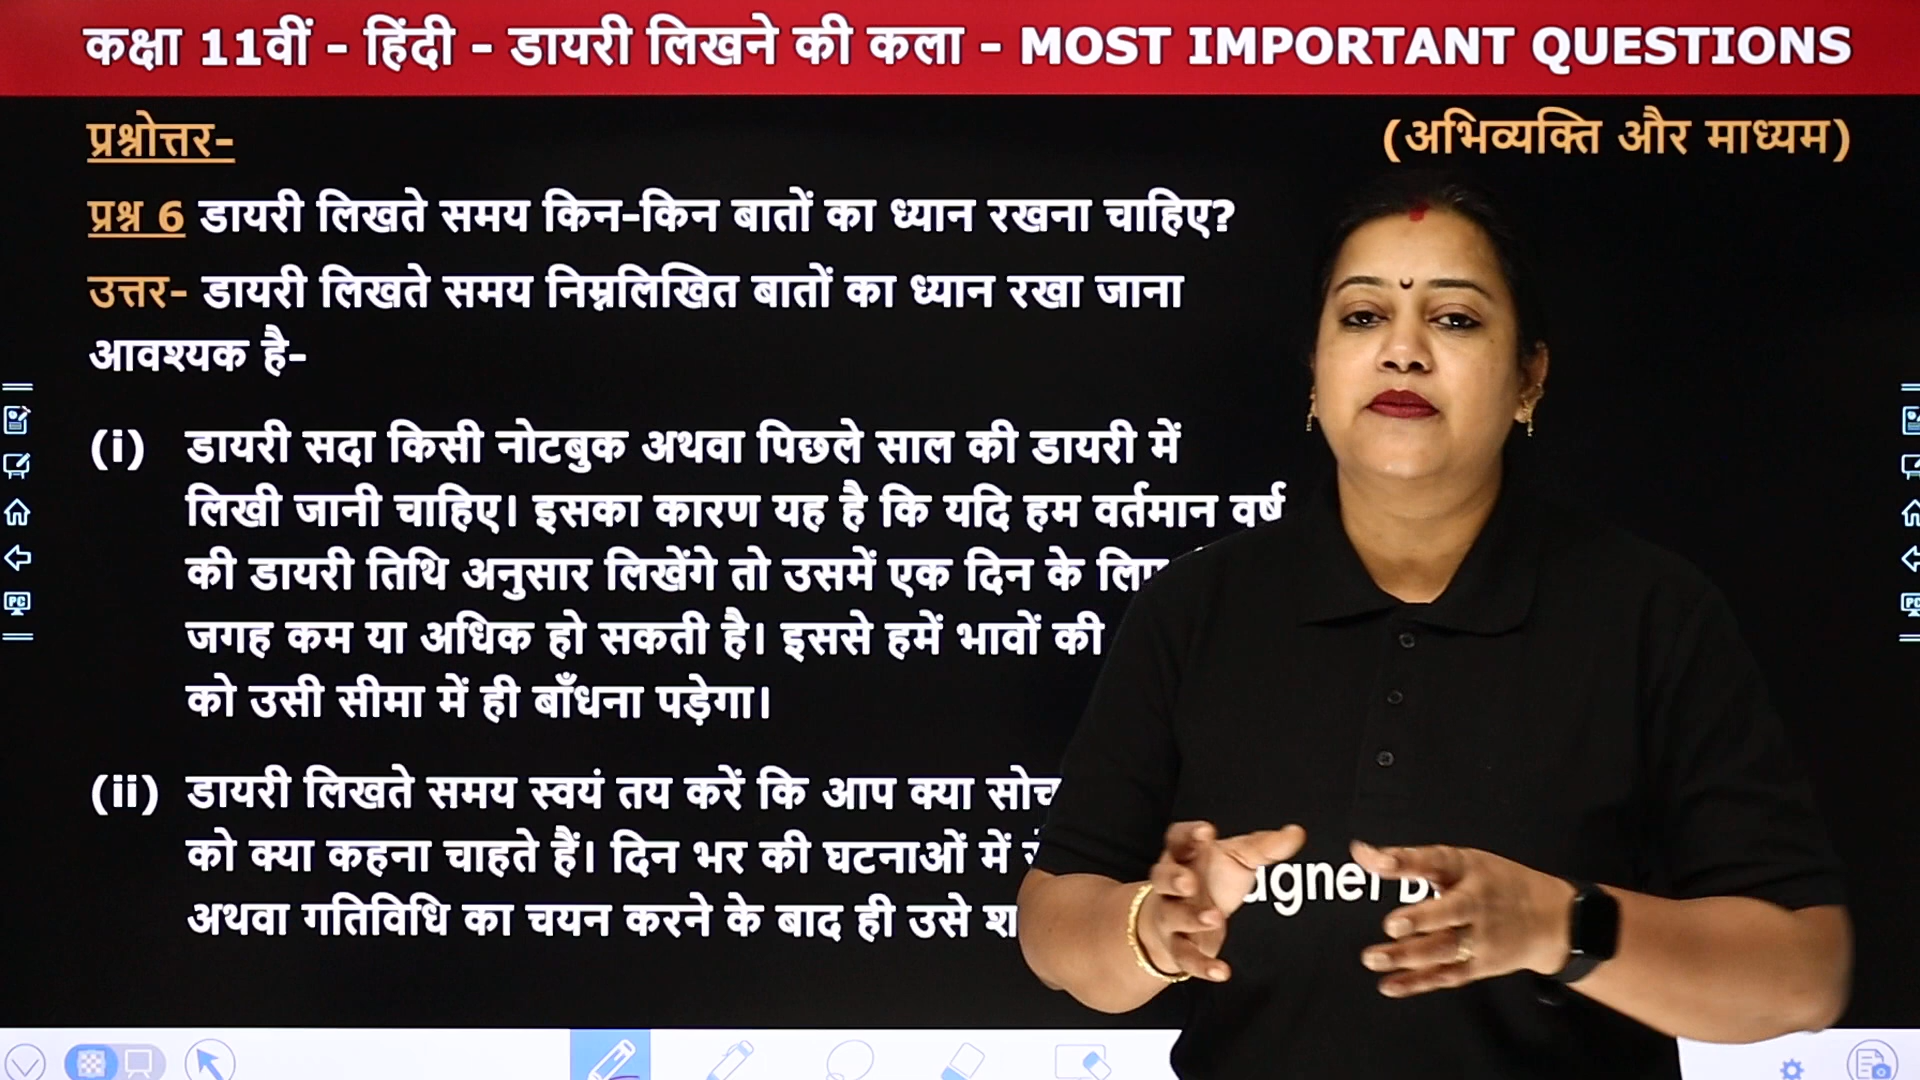 कक्षा 11वीं - हिंदी - डायरी लिखने की कला - MOST IMPORTANT QUESTIONS
प्रश्नोत्तर-
(अभिव्यक्ति और माध्यम)
प्रश्न 6 डायरी लिखते समय किन-किन बातों का ध्यान रखना चाहिए?
उत्तर- डायरी लिखते समय निम्नलिखित बातों का ध्यान रखा जाना
आवश्यक है-
(i) डायरी सदा किसी नोटबुक अथवा पिछले साल की डायरी में
लिखी जानी चाहिए। इसका कारण यह है कि यदि हम वर्तमान वर्ष
की डायरी तिथि अनुसार लिखेंगे तो उसमें एक दिन के
जगह कम या अधिक हो सकती है। इससे हमें भावों की
को उसी सीमा में ही बाँधना पड़ेगा।
(ii) डायरी लिखते समय स्वयं तय करें कि आप क्या
को क्या कहना चाहते हैं। दिन भर की घटनाओं में
अथवा गतिविधि का चयन करने के बाद ही उसे
PC